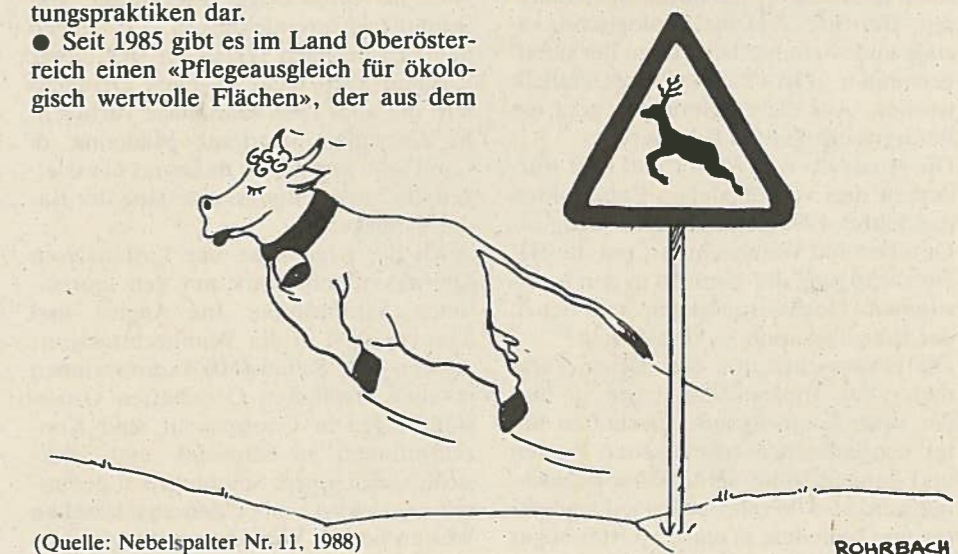 tungspraktiken dar.
● Seit 1985 gibt es im Land Oberöster-
reich einen «Pflegeausgleich für ökolo-
gisch wertvolle Flächen», der aus dem
(Quelle: Nebelspalter Nr. 11, 1988)
ROHRBACH